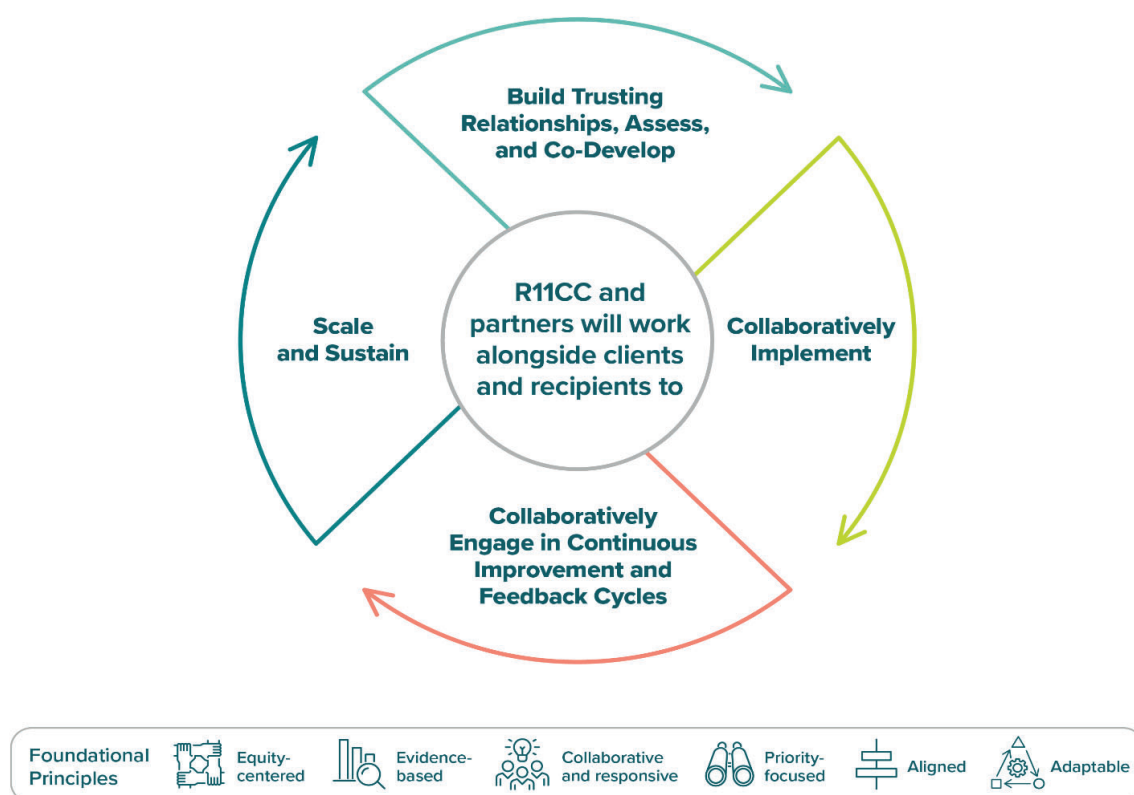 Build Trusting
Relationships, Assess,
and Co-Develop
R11CC and
partners will work
alongside clients
and recipients to
Scale
and Sustain
Collaboratively
Implement
Collaboratively
Engage in Continuous
Improvement and
Feedback Cycles
Foundational
Principles
Equity-
centered
Evidence-
based
Collaborative
and responsive
Priority-
focused
Aligned
Adaptable